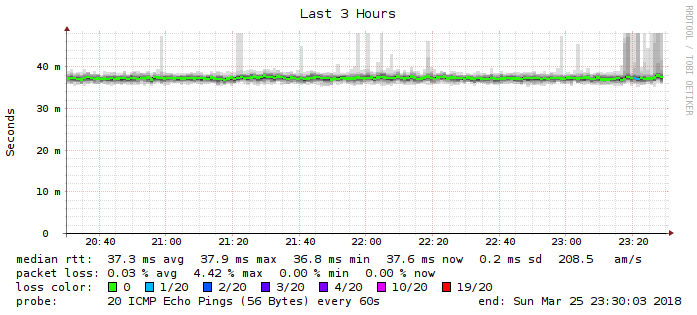 Last 3 Hours
RRDTOOL / TOBI OETIKER
Seconds
40 m
30 m
20 m
10 m
0
20:40 21:00 21:20 21:40 22:00 22:20 22:40 23:00 23:20
median rtt: 37.3 ms avg 37.9 ms max 36.8 ms min 37.6 ms now 0.2 ms sd 208.5 am/s
packet loss: 0.03 % avg 4.42 % max 0.00 % min 0.00 % now
loss color: 0 1/20 2/20 3/20 4/20 10/20 19/20
probe: 20 ICMP Echo Pings (56 Bytes) every 60s end: Sun Mar 25 23:30:03 2018